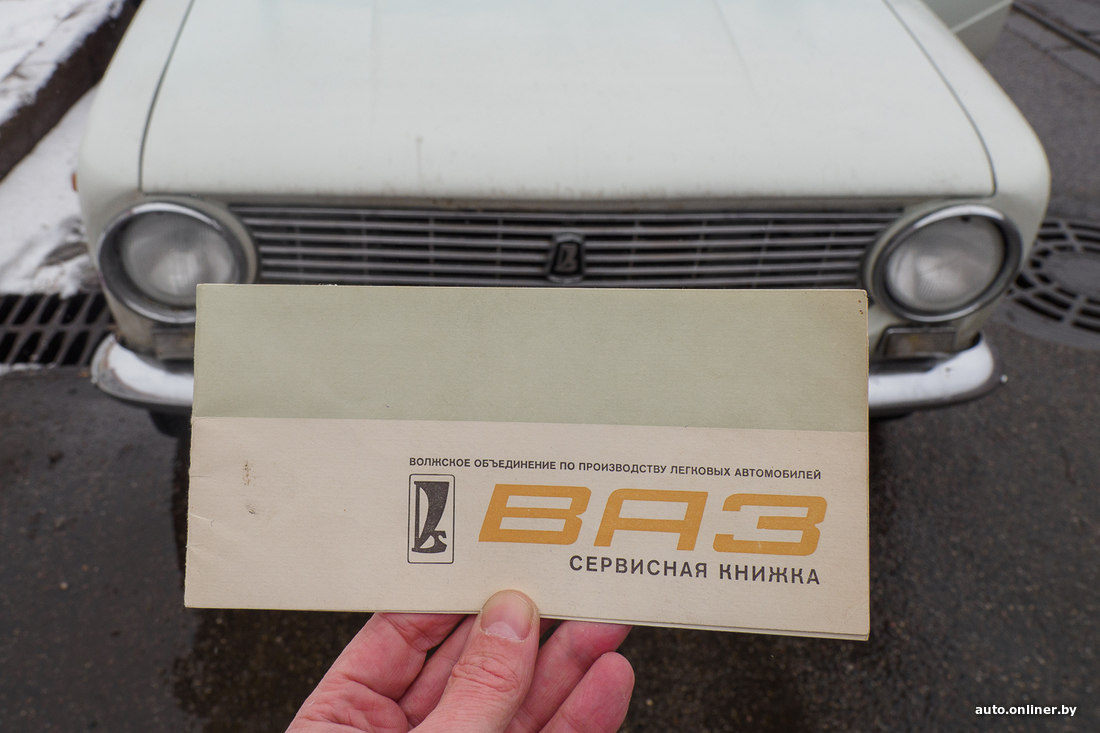 ВОЛЖСКОЕ ОБЪЕДИНЕНИЕ ПО ПРОИЗВОДСТВУ ЛЕГКОВЫХ АВТОМОБИЛЕЙ
ВАЗ
СЕРВИСНАЯ КНИЖКА
auto.onliner.by